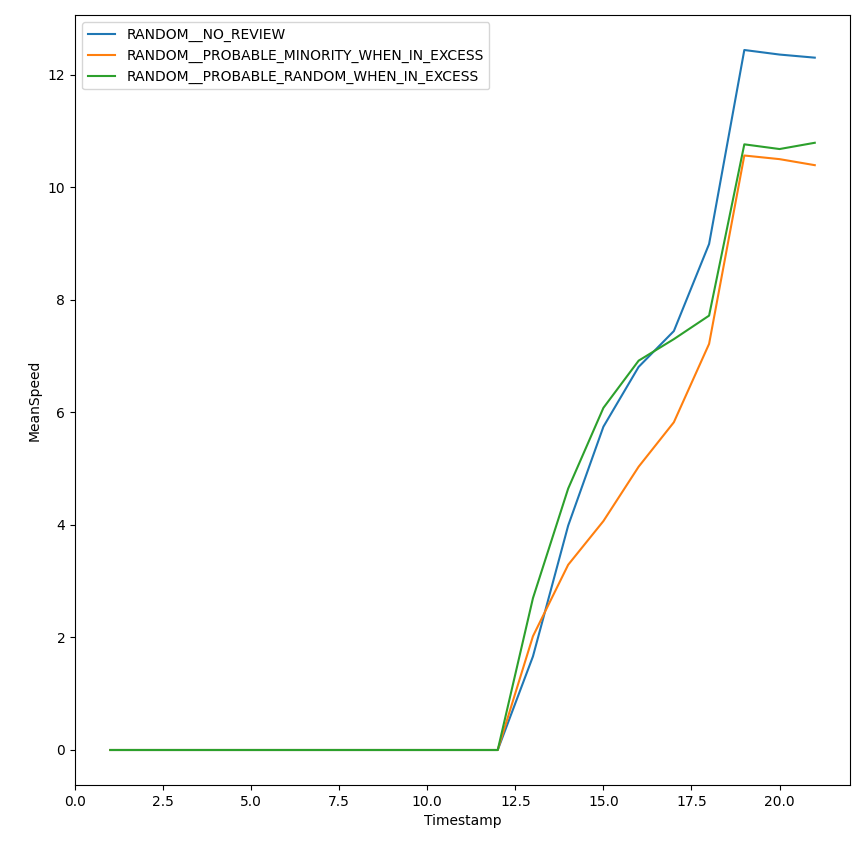 RANDOM__NO_REVIEW
RANDOM__PROBABLE_MINORITY_WHEN_IN_EXCESS
RANDOM__PROBABLE_RANDOM_WHEN_IN_EXCESS
12
10
8
6
4
2
0
MeanSpeed
0.0 2.5 5.0 7.5 10.0 12.5 15.0 17.5 20.0
Timestamp